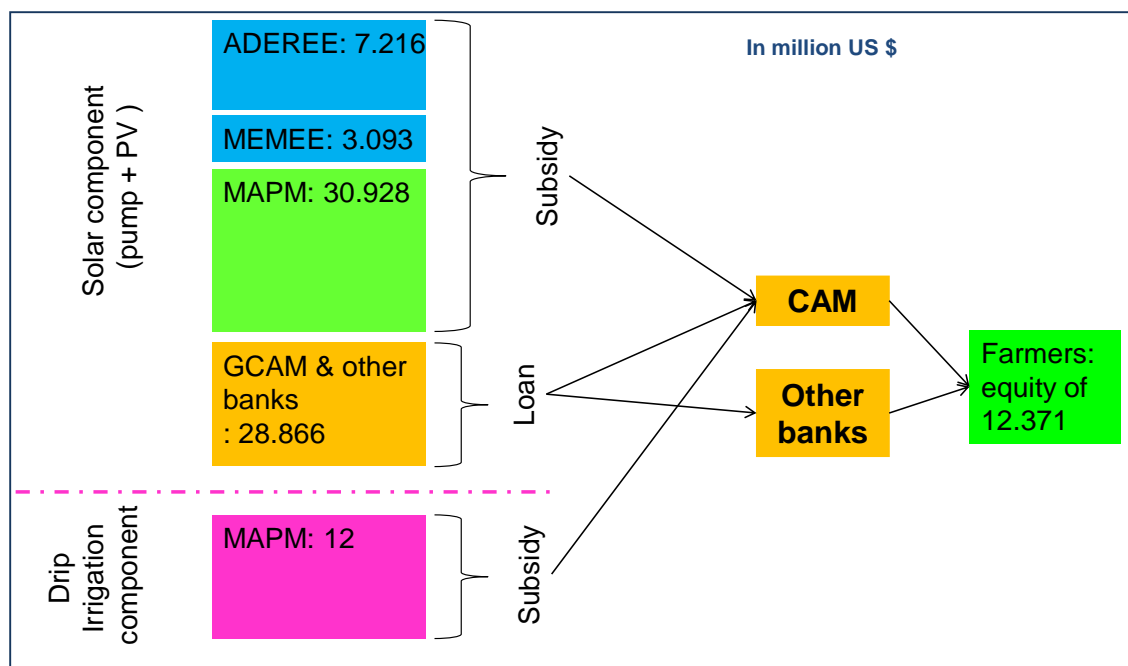 In million US $
Solar component
(pump + PV )
ADEREE: 7.216
MEMEE: 3.093
MAPM: 30.928
Subsidy
GCAM & other
banks
: 28.866
Loan
CAM
Other
banks
Farmers:
equity of
12.371
Drip
Irrigation
component
MAPM: 12
Subsidy